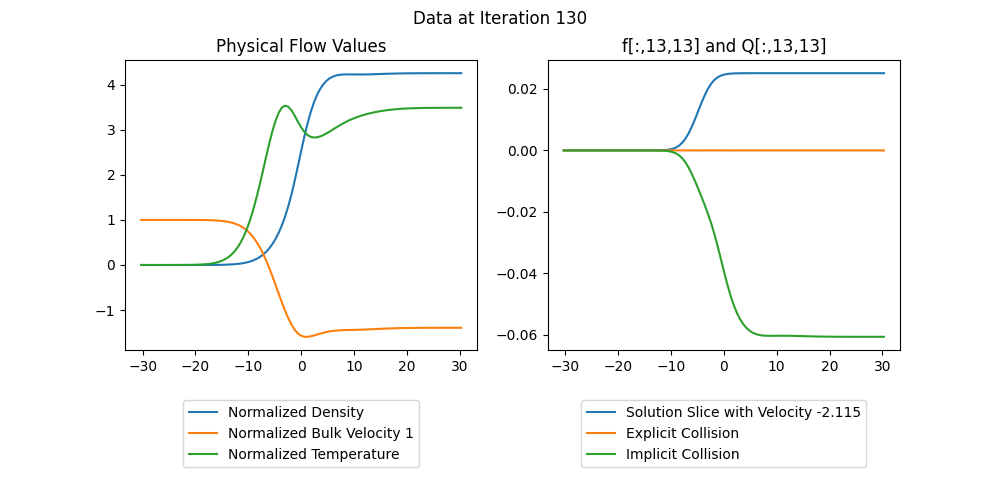 Data at Iteration 130
Physical Flow Values
4
3
2
1
0
−1
−30
−20
−10
0
10
20
30
Normalized Density
Normalized Bulk Velocity 1
Normalized Temperature
f[:,13,13] and Q[:,13,13]
0.02
0.00
−0.02
−0.04
−0.06
−30
−20
−10
0
10
20
30
Solution Slice with Velocity -2.115
Explicit Collision
Implicit Collision